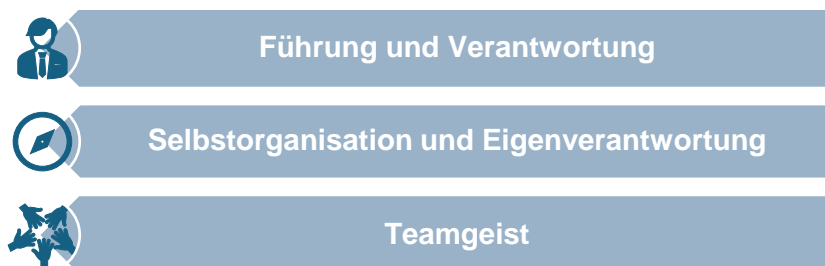 Führung und Verantwortung
Selbstorganisation und Eigenverantwortung
Teamgeist